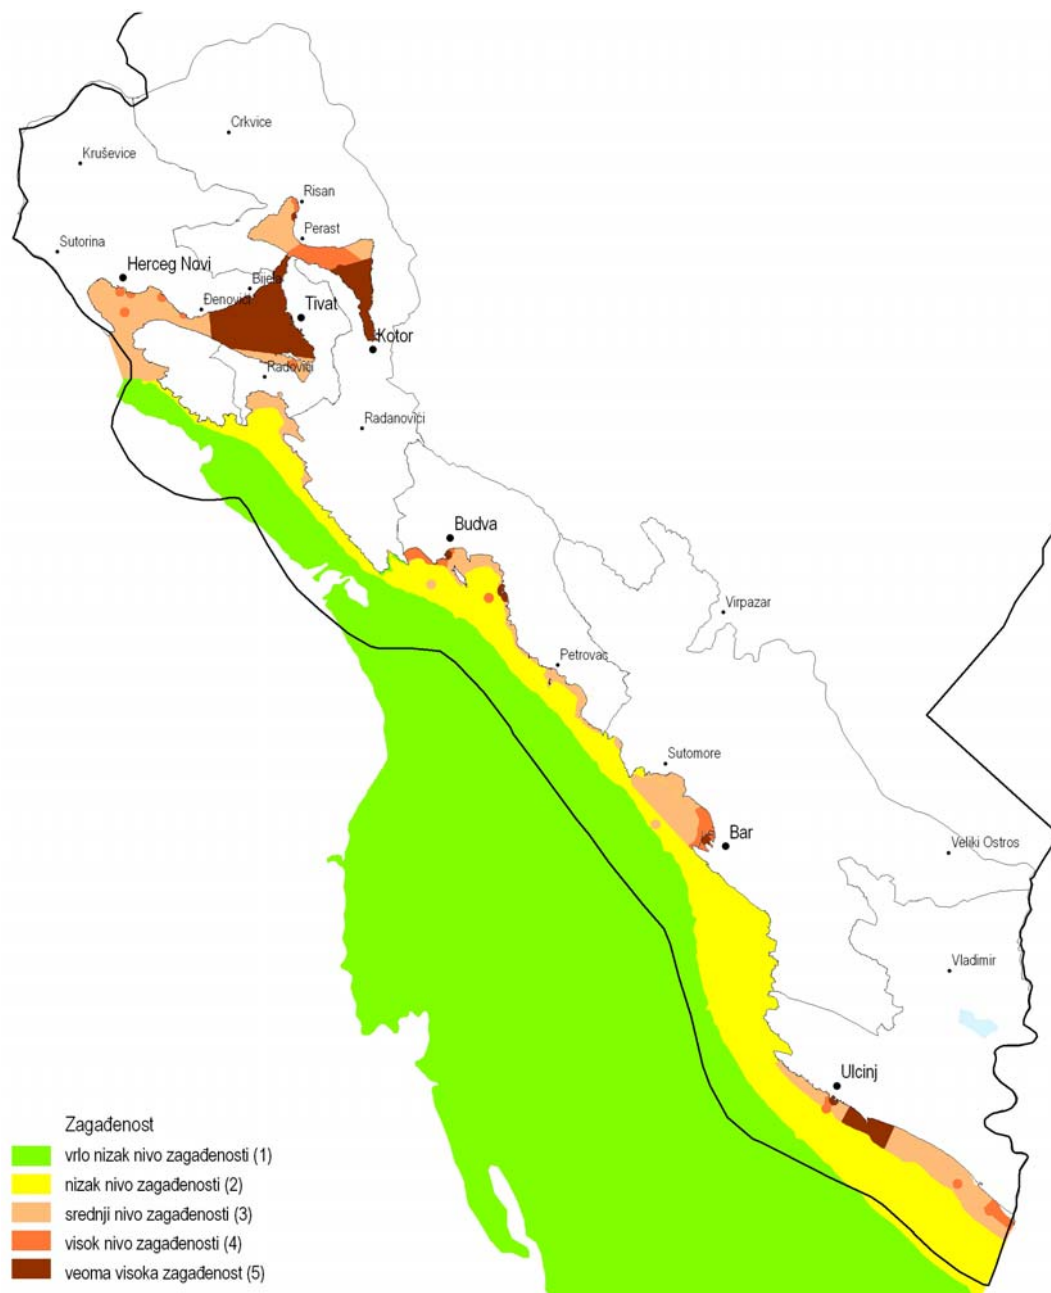 Crkvice
Kruševice
Risan
Perast
Sutorina
Herceg Novi
Bijela
Đenovići
Tivat
Kotor
Radovići
Radanovići
Budva
Virpazar
Petrovac
Sutomore
Bar
Veliki Ostros
Vladimir
Ulcinj
Zagađenost
vrlo nizak nivo zagađenosti (1)
nizak nivo zagađenosti (2)
srednji nivo zagađenosti (3)
visok nivo zagađenosti (4)
veoma visoka zagađenost (5)